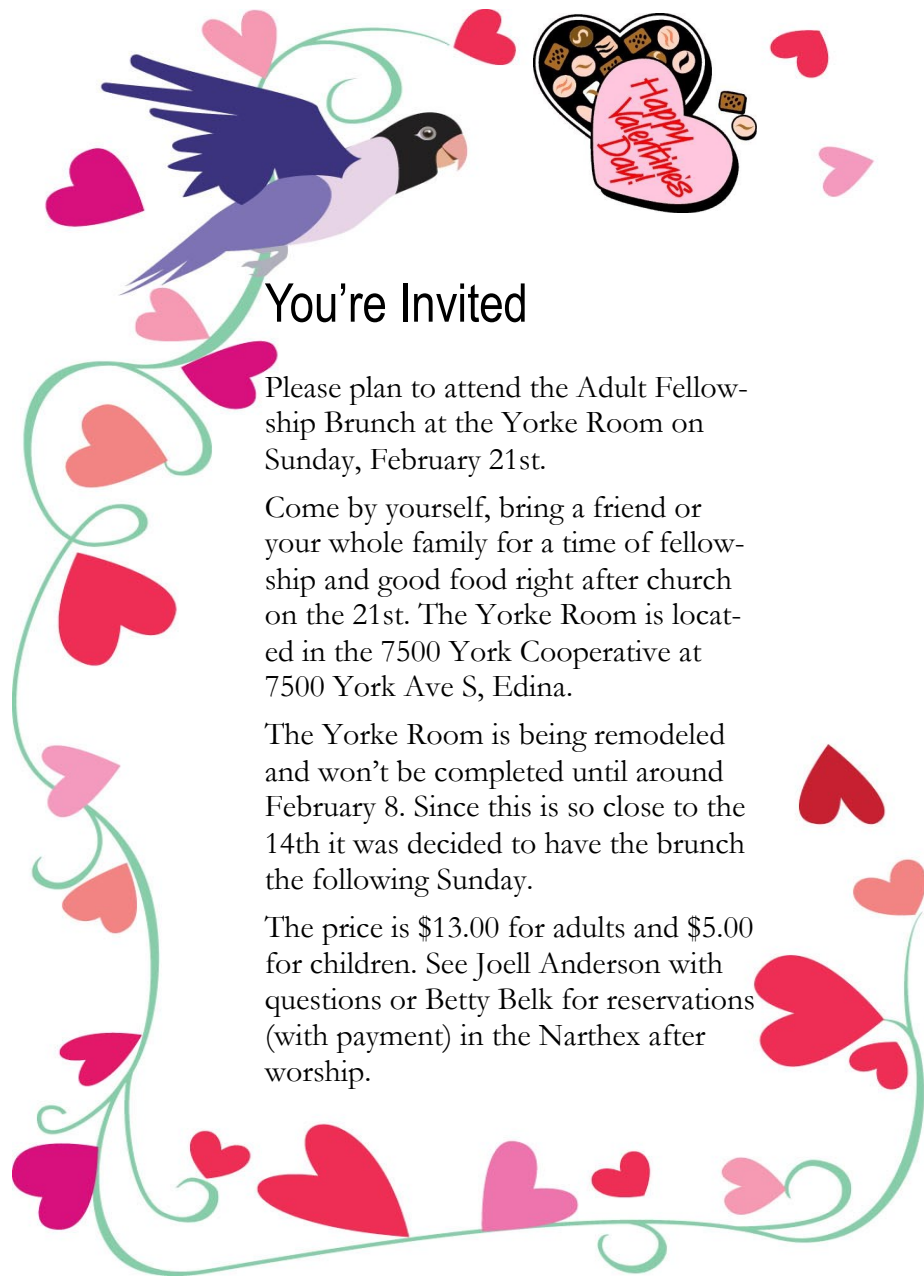 Happy
Valentine's
Day!
You’re Invited
Please plan to attend the Adult Fellow-
ship Brunch at the Yorke Room on
Sunday, February 21st.
Come by yourself, bring a friend or
your whole family for a time of fellow-
ship and good food right after church
on the 21st. The Yorke Room is locat-
ed in the 7500 York Cooperative at
7500 York Ave S, Edina.
The Yorke Room is being remodeled
and won’t be completed until around
February 8. Since this is so close to the
14th it was decided to have the brunch
the following Sunday.
The price is $13.00 for adults and $5.00
for children. See Joell Anderson with
questions or Betty Belk for reservations
(with payment) in the Narthex after
worship.